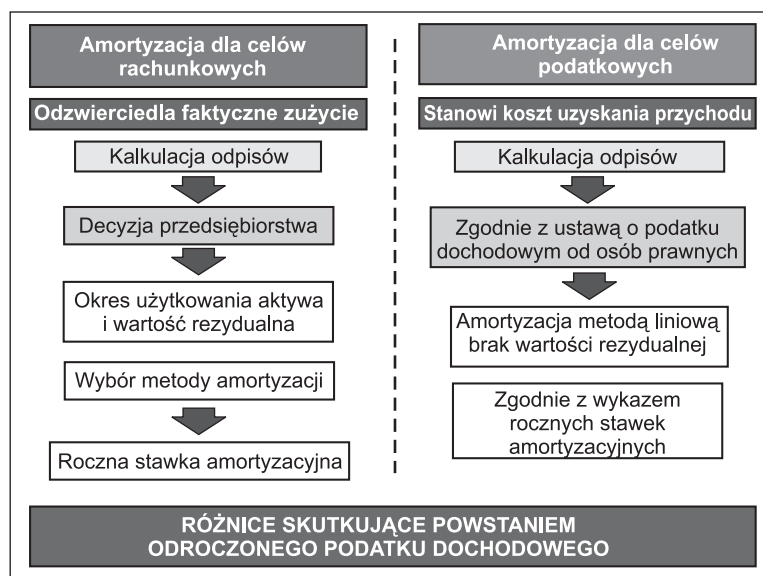 Amortyzacja dla celów
rachunkowych
Odzwierciedla faktyczne zużycie
Kalkulacja odpisów
Decyzja przedsiębiorstwa
Okres użytkowania aktywa
i wartość rezydualna
Wybór metody amortyzacji
Roczna stawka amortyzacyjna
Amortyzacja dla celów
podatkowych
Stanowi koszt uzyskania przychodu
Kalkulacja odpisów
Zgodnie z ustawą o podatku
dochodowym od osób prawnych
Amortyzacja metodą liniową
brak wartości rezydualnej
Zgodnie z wykazem
rocznych stawek
amortyzacyjnych
RÓŻNICE SKUTKUJĄCE POWSTANIEM
ODROCZONEGO PODATKU DOCHODOWEGO